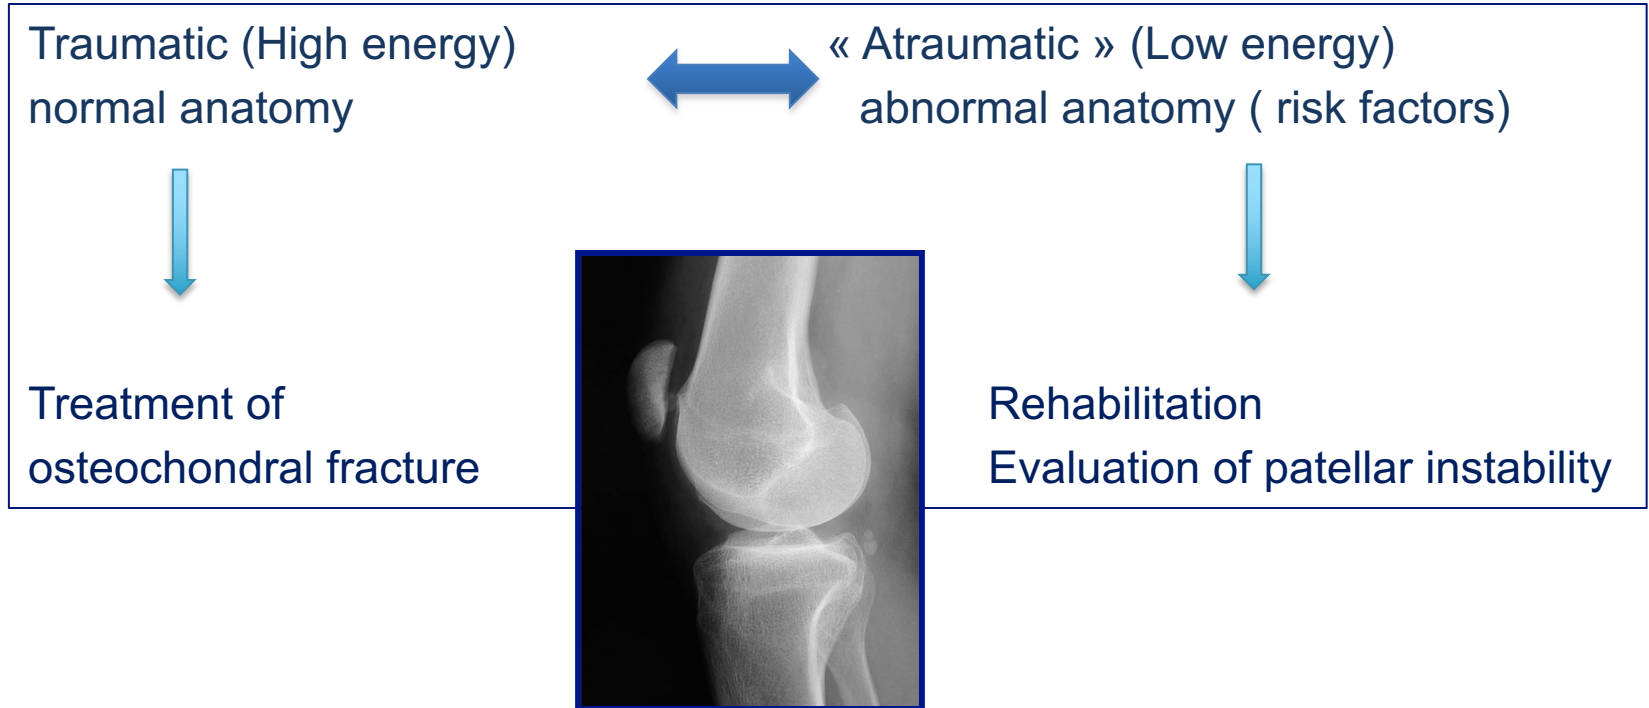 Traumatic (High energy)
normal anatomy
« Atraumatic » (Low energy)
abnormal anatomy ( risk factors)
Treatment of
osteochondral fracture
Rehabilitation
Evaluation of patellar instability